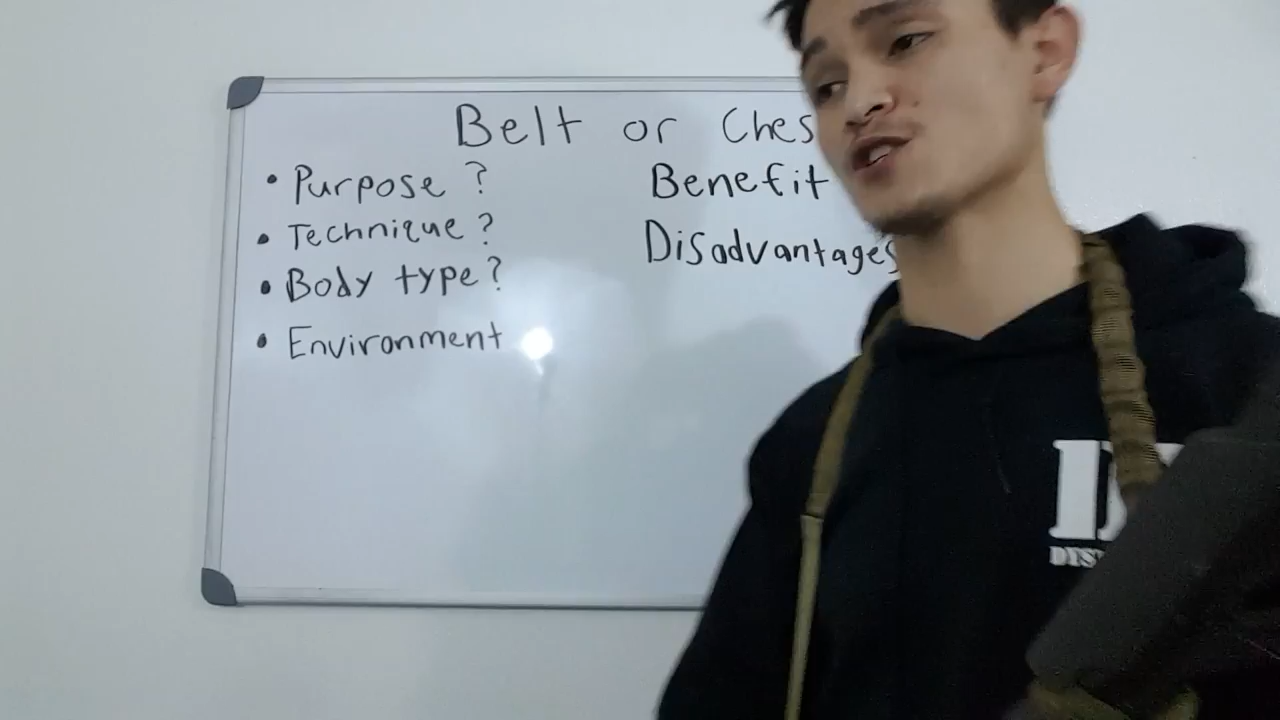 Belt or Ches
• Purpose ?
• Technique ?
• Body type ?
• Environment
Benefit
Disadvantages